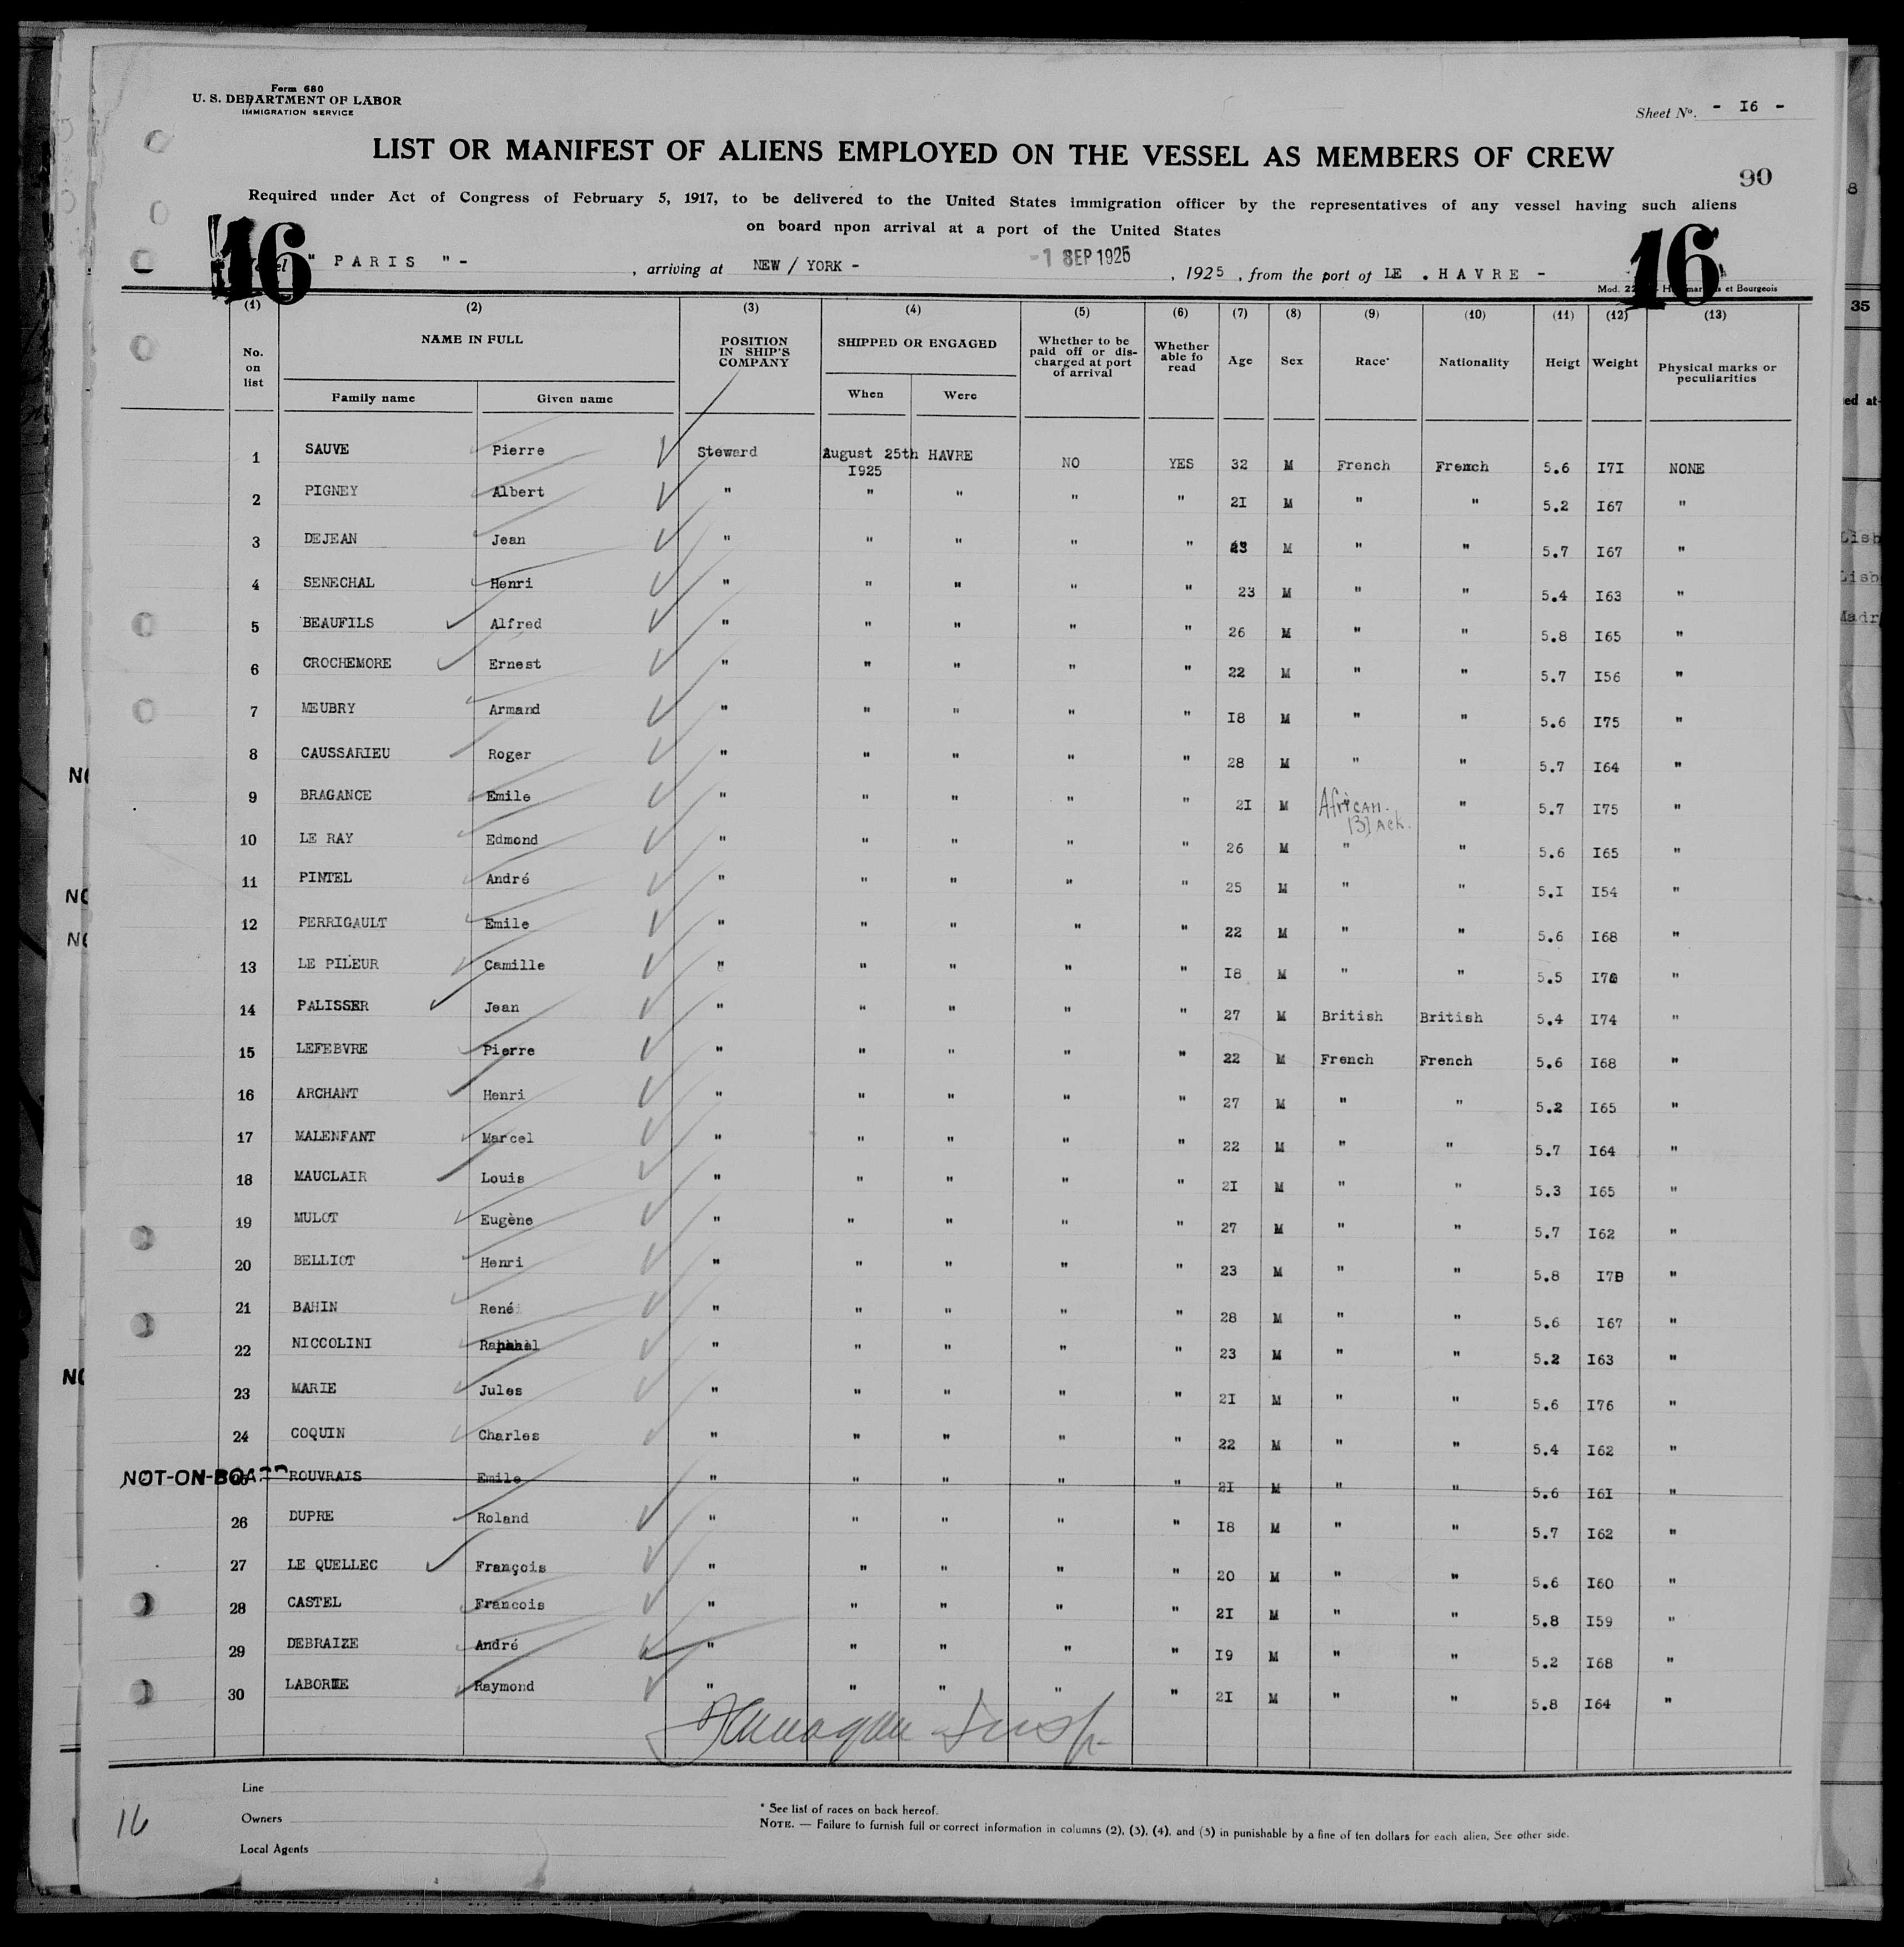 Form 680
U. S. DEPARTMENT OF LABOR
IMMIGRATION SERVICE
Sheet No. - I6 -
LIST OR MANIFEST OF ALIENS EMPLOYED ON THE VESSEL AS MEMBERS OF CREW
90
Required under Act of Congress of February 5, 1917, to be delivered to the United States immigration officer by the representatives of any vessel having such aliens
on board npon arrival at a port of the United States
16 16
" PARIS " - , arriving at NEW / YORK - -1 SEP 1925 , 1925 , from the port of LE . HAVRE -
Mod. 22 et Bourgeois
(1) (2) (3) (4) (5) (6) (7) (8) (9) (10) (11) (12) (13)
No. on list NAME IN FULL POSITION IN SHIP'S COMPANY SHIPPED OR ENGAGED Whether to be paid off or discharged at port of arrival Whether able fo read Age Sex Race* Nationality Heigt Weight Physical marks or peculiarities
Family name Given name When Were
1 SAUVE Pierre Steward August 25th I925 HAVRE NO YES 32 M French French 5.6 I7I NONE
2 PIGNEY Albert " " " " " 2I M " " 5.2 I67 "
3 DEJEAN Jean " " " " " 23 M " " 5.7 I67 "
4 SENECHAL Henri " " " " " 23 M " " 5.4 I63 "
5 BEAUFILS Alfred " " " " " 26 M " " 5.8 I65 "
6 CROCHEMORE Ernest " " " " " 22 M " " 5.7 I56 "
7 MEUBRY Armand " " " " " I8 M " " 5.6 I75 "
8 CAUSSARIEU Roger " " " " " 28 M " " 5.7 I64 "
9 BRAGANCE Emile " " " " " 2I M African. Black. " 5.7 I75 "
10 LE RAY Edmond " " " " " 26 M " " 5.6 I65 "
11 PINTEL André " " " " " 25 M " " 5.I I54 "
12 PERRIGAULT Emile " " " " " 22 M " " 5.6 I68 "
13 LE PILEUR Camille " " " " " I8 M " " 5.5 "
14 PALISSER Jean " " " " " 27 M British British 5.4 I74 "
15 LEFEBVRE Pierre " " " " " 22 M French French 5.6 I68 "
16 ARCHANT Henri " " " " " 27 M " " 5.2 I65 "
17 MALENFANT Marcel " " " " " 22 M " " 5.7 I64 "
18 MAUCLAIR Louis " " " " " 2I M " " 5.3 I65 "
19 MULOT Eugène " " " " " 27 M " " 5.7 I62 "
20 BELLIOT Henri " " " " " 23 M " " 5.8 "
21 BAHIN René " " " " " 28 M " " 5.6 I67 "
22 NICCOLINI Raphael " " " " " 23 M " " 5.2 I63 "
23 MARIE Jules " " " " " 2I M " " 5.6 I76 "
24 COQUIN Charles " " " " " 22 M " " 5.4 I62 "
NOT-ON-BOARD ROUVRAIS Emile " " " " " 2I M " " 5.6 I6I "
26 DUPRE Roland " " " " " I8 M " " 5.7 I62 "
27 LE QUELLEC François " " " " " 20 M " " 5.6 I60 "
28 CASTEL Francois " " " " " 2I M " " 5.8 I59 "
29 DEBRAIZE André " " " " " I9 M " " 5.2 I68 "
30 LABORIE Raymond " " " " " 2I M " " 5.8 I64 "
Line
Owners
Local Agents
16
* See list of races on back hereof.
NOTE. — Failure to furnish full or correct information in columns (2), (3), (4), and (5) in punishable by a fine of ten dollars for each alien, See other side.